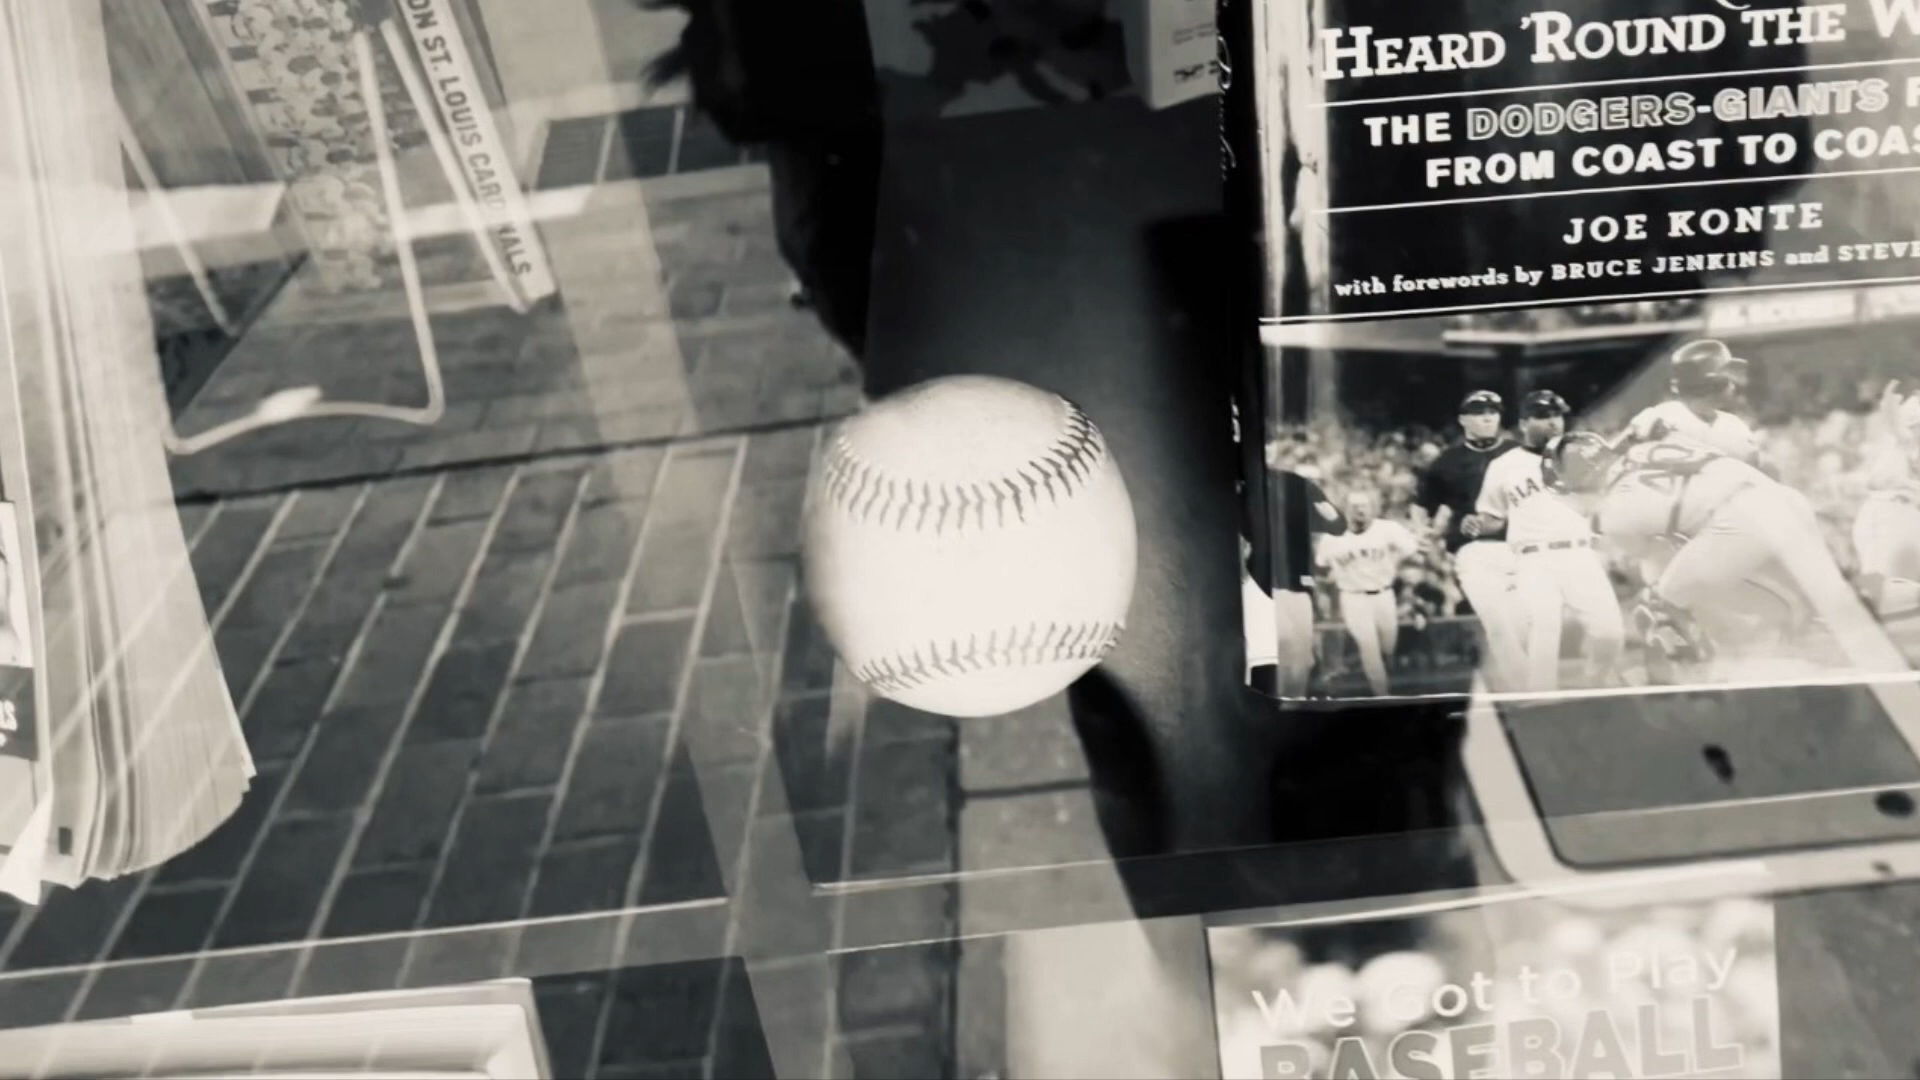 ON ST. LOUIS CARDINALS
HEARD 'ROUND THE W
THE DODGERS-GIANTS
FROM COAST TO COAS
JOE KONTE
with forewords by BRUCE JENKINS and STEVE
We Got to Play
BASEBALL